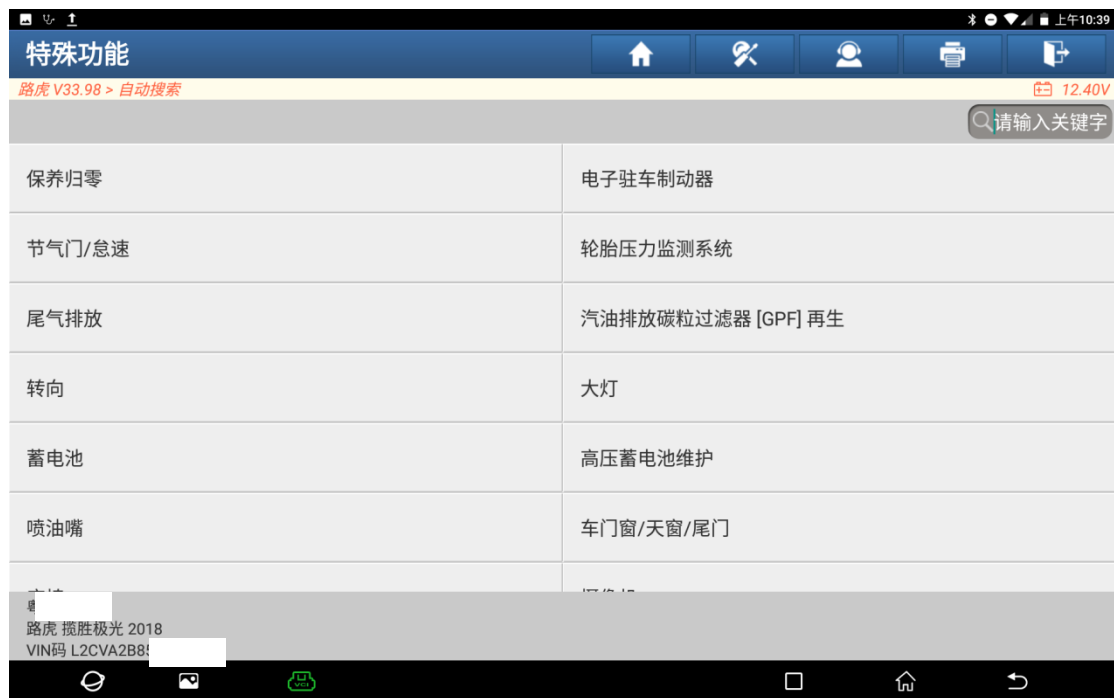 上午10:39
特殊功能
路虎 V33.98 > 自动搜索
12.40V
请输入关键字
保养归零
电子驻车制动器
节气门/怠速
轮胎压力监测系统
尾气排放
汽油排放碳粒过滤器 [GPF] 再生
转向
大灯
蓄电池
高压蓄电池维护
喷油嘴
车门窗/天窗/尾门
路虎 揽胜极光 2018
VIN码 L2CVA2B8
VCI